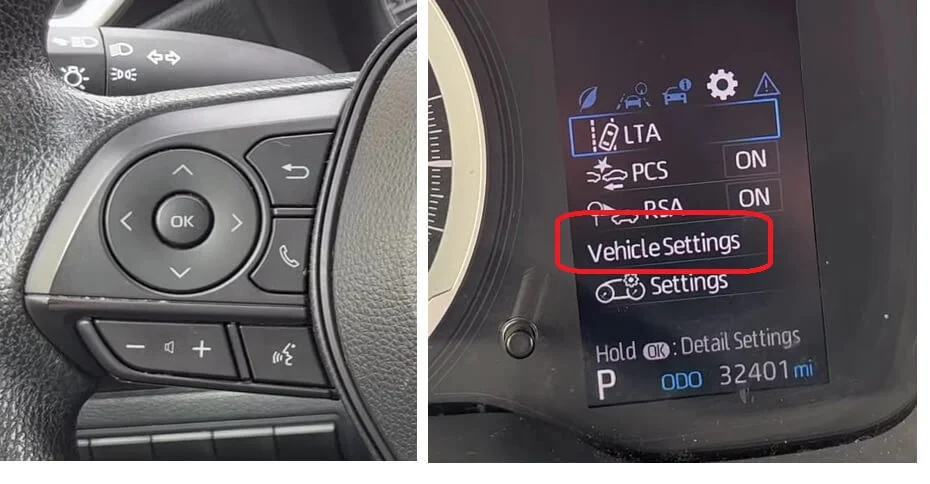 OK
- +
LTA
PCS ON
RSA ON
Vehicle Settings
Settings
Hold OK : Detail Settings
P ODO 32401 mi